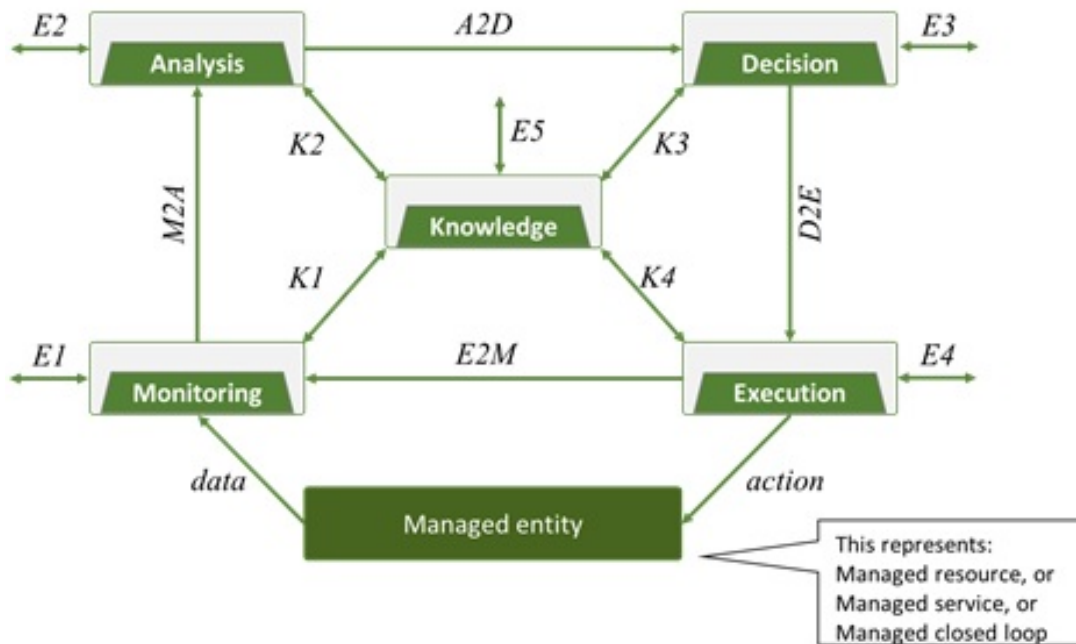 E2
A2D
E3
Analysis
Decision
K2
E5
K3
M2A
Knowledge
D2E
K1
K4
E1
E2M
E4
Monitoring
Execution
data
action
Managed entity
This represents:
Managed resource, or
Managed service, or
Managed closed loop